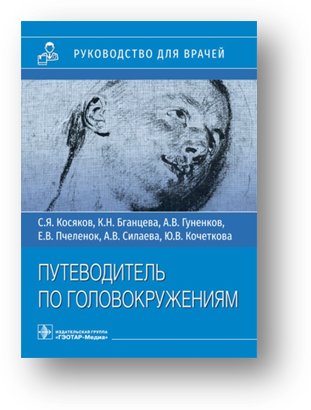 РУКОВОДСТВО ДЛЯ ВРАЧЕЙ
С.Я. Косяков, К.Н. Бганцева, А.В. Гуненков,
Е.В. Пчеленок, А.В. Силаева, Ю.В. Кочеткова
ПУТЕВОДИТЕЛЬ
ПО ГОЛОВОКРУЖЕНИЯМ
ИЗДАТЕЛЬСКАЯ ГРУППА
«ГЭОТАР-Медиа»